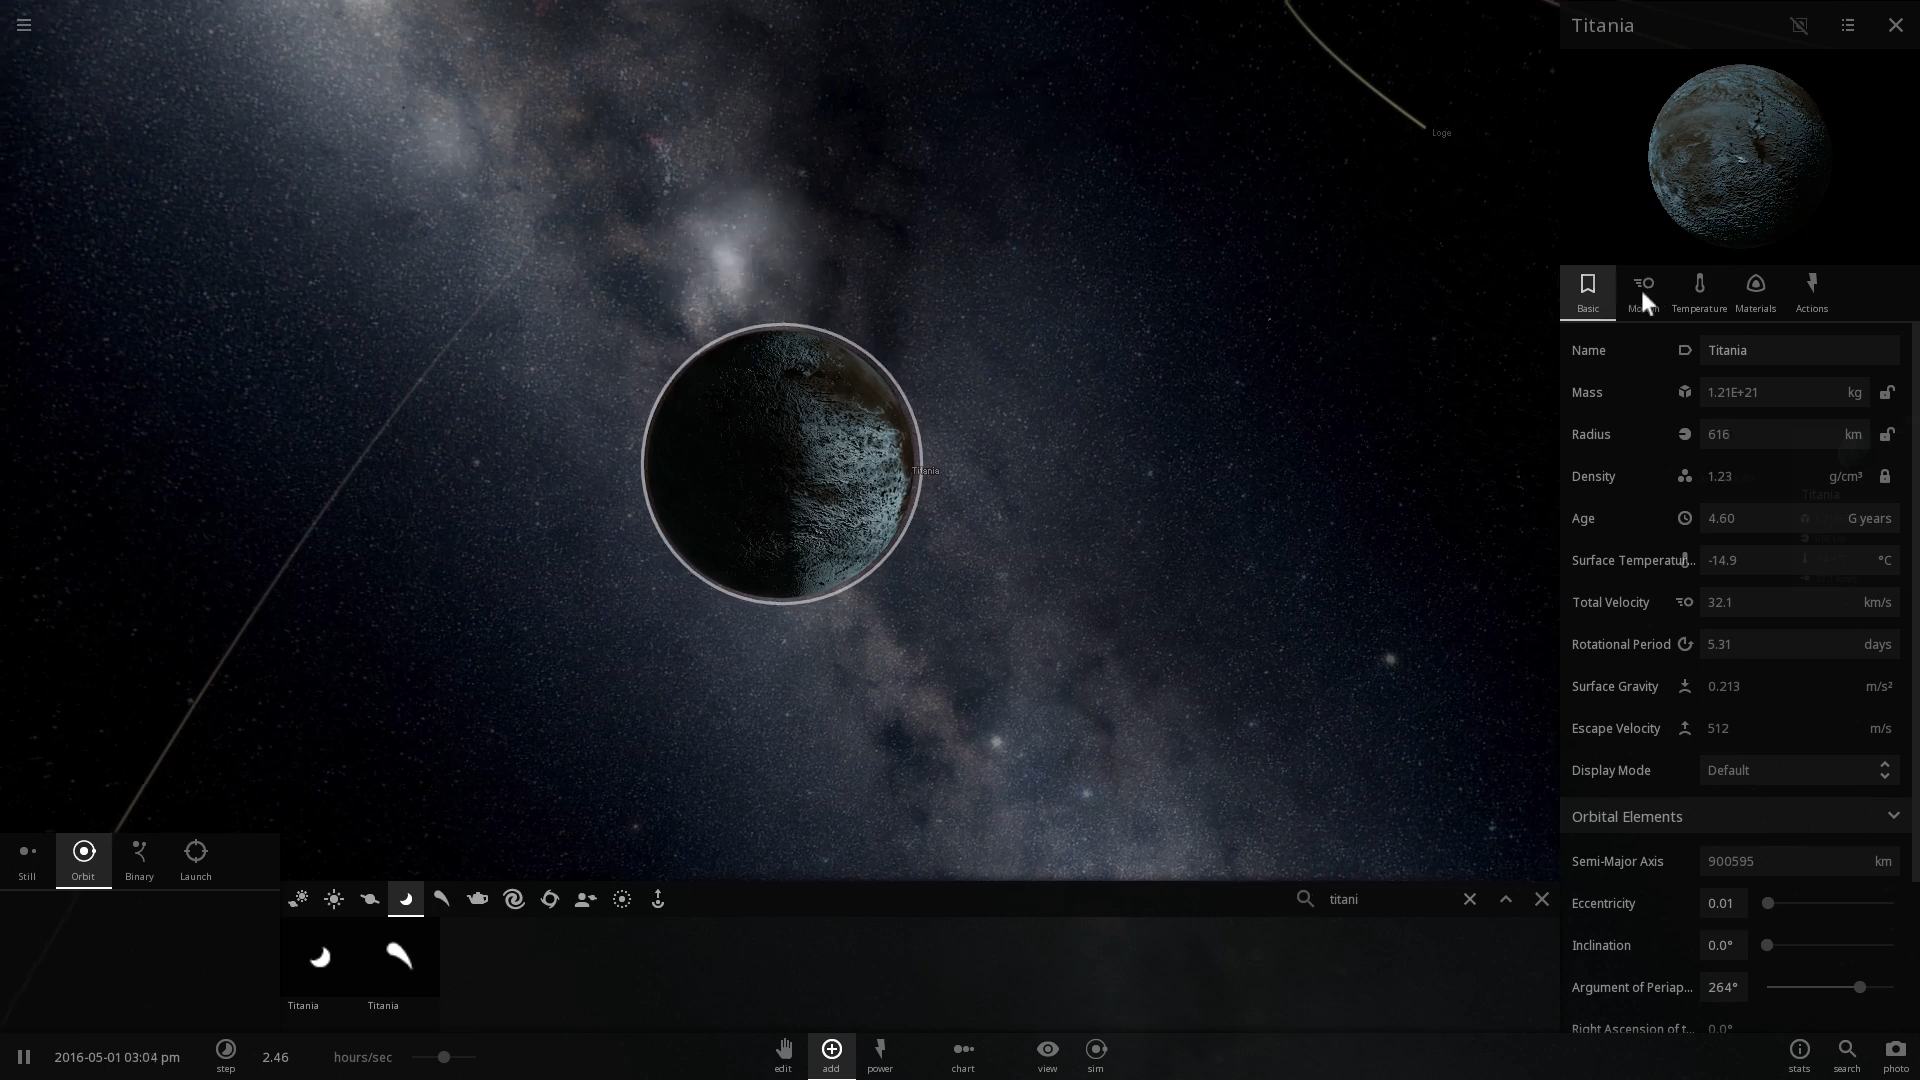 Titania
Loge
Basic
Temperature
Materials
Actions
Name
Titania
Mass
1.21E+21
kg
Radius
616
km
Titania
Density
1.23
g/cm³
Titania
Age
4.60
G years
Surface Temperatur...
-14.9
°C
Total Velocity
32.1
km/s
Rotational Period
5.31
days
Surface Gravity
0.213
m/s²
Escape Velocity
512
m/s
Display Mode
Default
Orbital Elements
Semi-Major Axis
900595
km
Eccentricity
0.01
Inclination
0.0°
Argument of Periap...
264°
Right Ascension of t...
0.0°
Still
Orbit
Binary
Launch
titani
Titania
Titania
2016-05-01 03:04 pm
step
2.46
hours/sec
edit
add
power
chart
view
sim
stats
search
photo